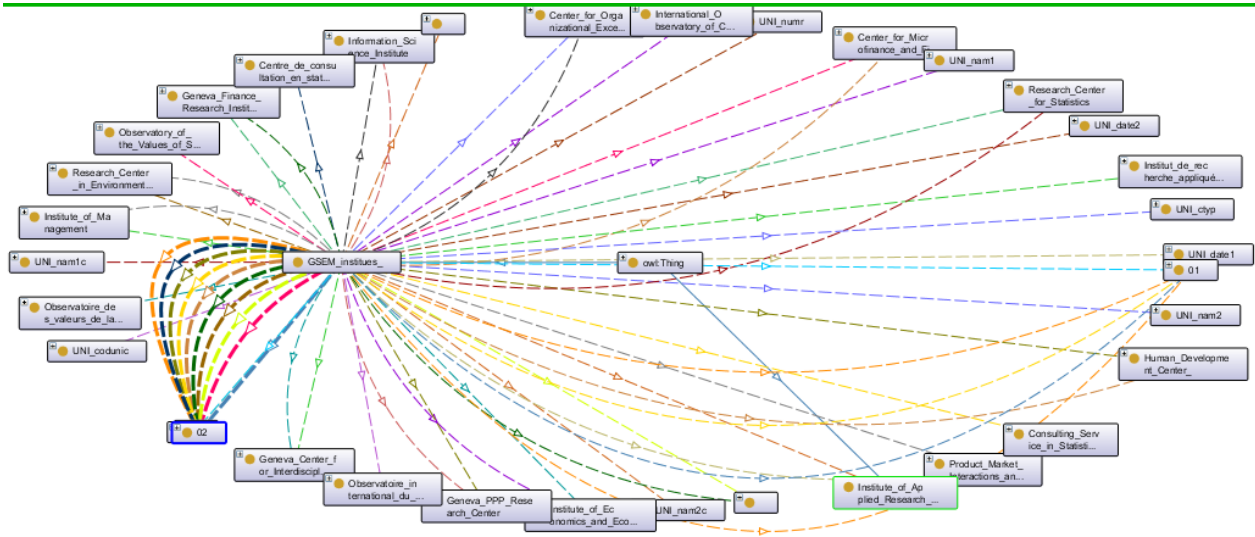 Center_for_Orga
nizational_Exce...
International_O
bservatory_of_C...
UNI_numr
Information_Sci
ence_Institute
Center_for_Micr
ofinance_and_Fi...
UNI_nam1
Centre_de_consu
ltation_en_stat...
Geneva_Finance_
Research_Instit...
Research_Center
_for_Statistics
UNI_date2
Observatory_of_
the_Values_of_S...
Institut_de_rec
herche_appliqué...
Research_Center
_in_Environment...
Institute_of_Ma
nagement
UNI_ctyp
UNI_nam1c
GSEM_institues_
owl:Thing
UNI_date1
01
Observatoire_de
s_valeurs_de_la...
UNI_nam2
UNI_codunic
Human_Developme
nt_Center_
02
Consulting_Serv
ice_in_Statisti...
Geneva_Center_f
or_Interdiscipl...
Product_Market_
Interactions_an...
Observatoire_in
ternational_du_...
Institute_of_Ap
plied_Research_...
Geneva_PPP_Rese
arch_Center
Institute_of_Ec
onomics_and_Eco...
UNI_nam2c